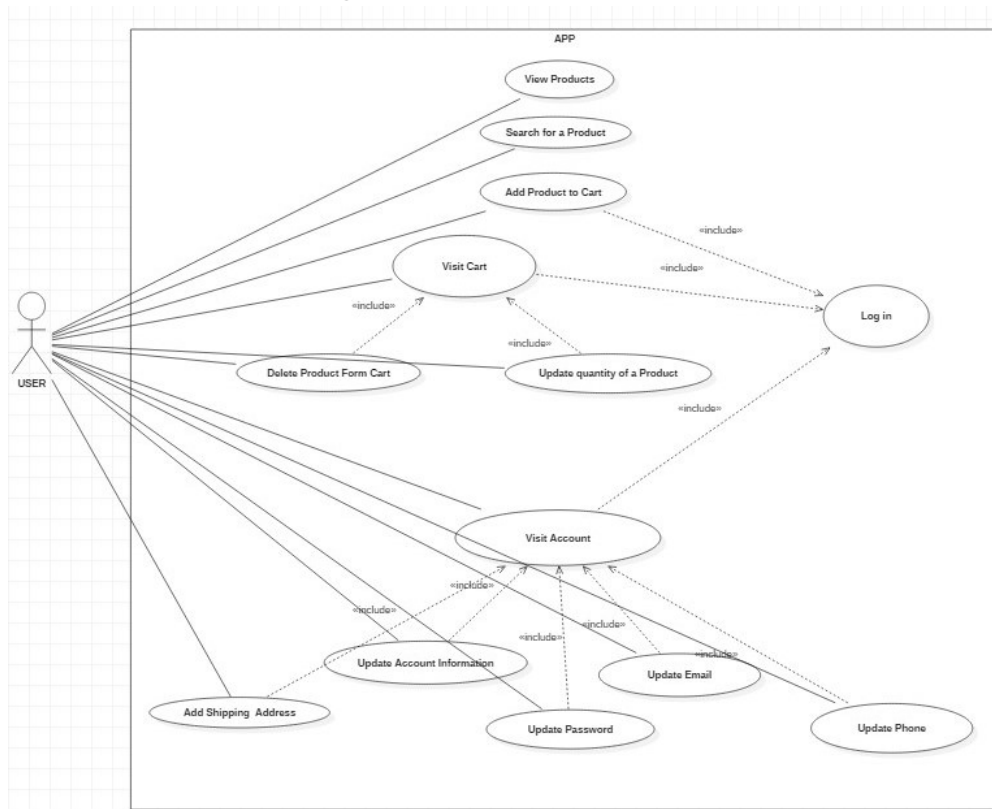 APP
View Products
Search for a Product
Add Product to Cart
«include»
Visit Cart
«include»
«include»
Log in
«include»
Delete Product Form Cart
Update quantity of a Product
USER
«include»
Visit Account
«include»
«include»
«include»
«include»
«include»
Update Account Information
Update Email
Add Shipping Address
Update Password
Update Phone